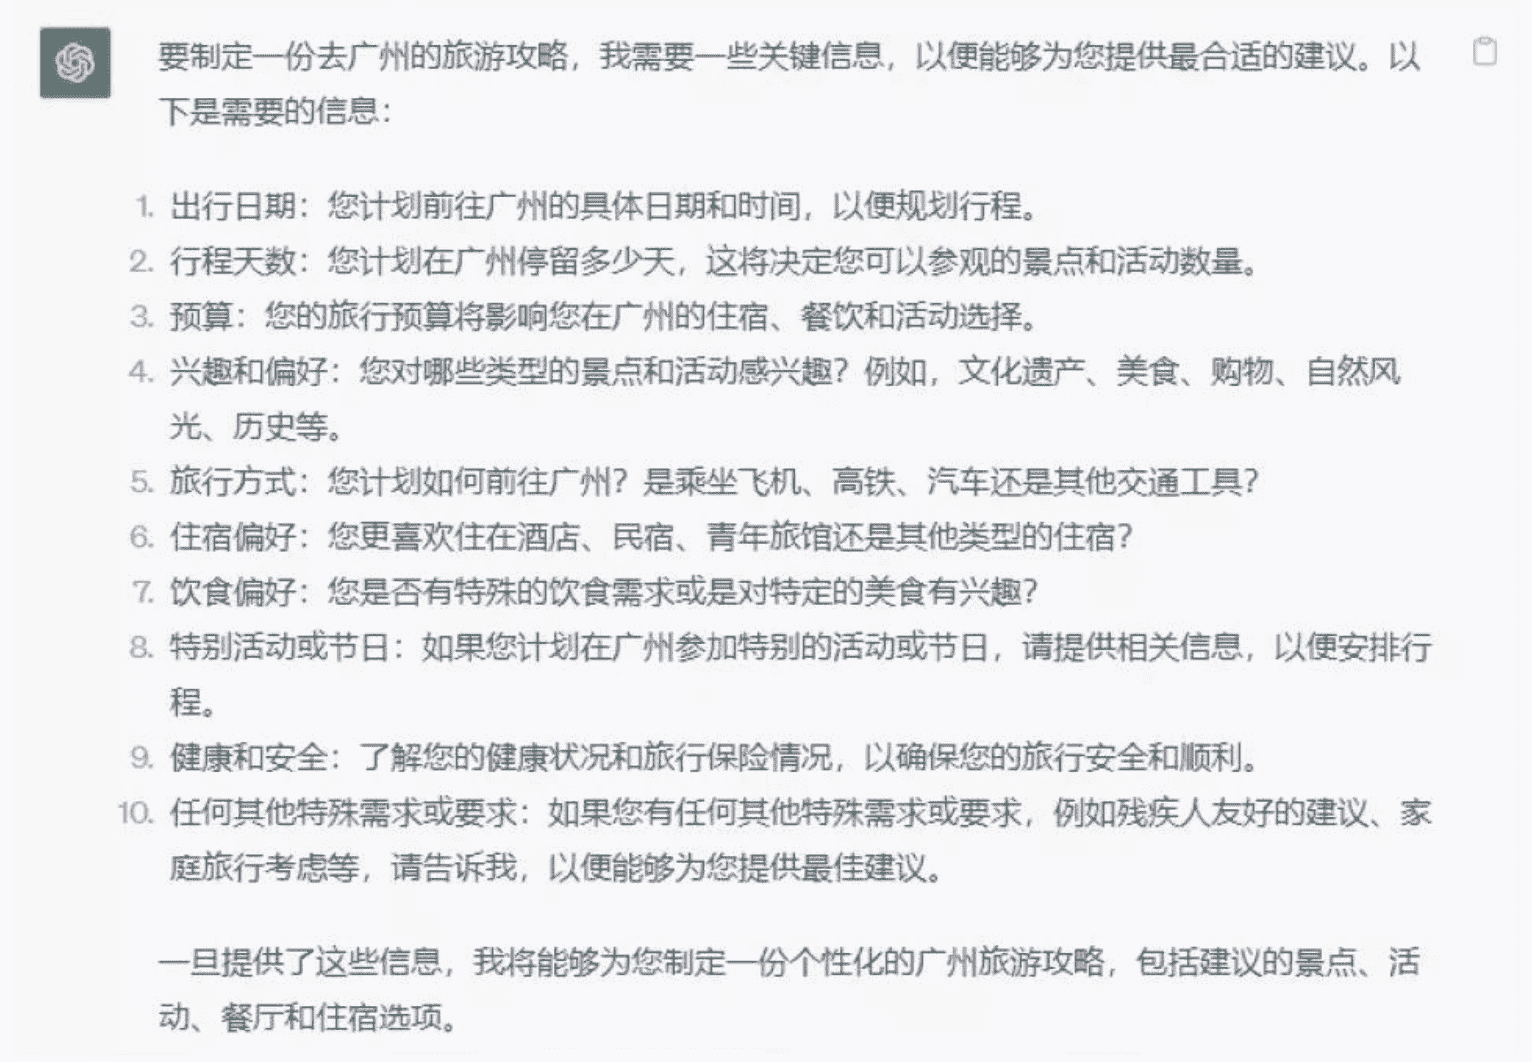 要制定一份去广州的旅游攻略，我需要一些关键信息，以便能够为您提供最合适的建议。以
下是需要的信息：
1. 出行日期：您计划前往广州的具体日期和时间，以便规划行程。
2. 行程天数：您计划在广州停留多少天，这将决定您可以参观的景点和活动数量。
3. 预算：您的旅行预算将影响您在广州的住宿、餐饮和活动选择。
4. 兴趣和偏好：您对哪些类型的景点和活动感兴趣？例如，文化遗产、美食、购物、自然风
光、历史等。
5. 旅行方式：您计划如何前往广州？是乘坐飞机、高铁、汽车还是其他交通工具？
6. 住宿偏好：您更喜欢住在酒店、民宿、青年旅馆还是其他类型的住宿？
7. 饮食偏好：您是否有特殊的饮食需求或是对特定的美食有兴趣？
8. 特别活动或节日：如果您计划在广州参加特别的活动或节日，请提供相关信息，以便安排行
程。
9. 健康和安全：了解您的健康状况和旅行保险情况，以确保您的旅行安全和顺利。
10. 任何其他特殊需求或要求：如果您有任何其他特殊需求或要求，例如残疾人友好的建议、家
庭旅行考虑等，请告诉我，以便能够为您提供最佳建议。
一旦提供了这些信息，我将能够为您制定一份个性化的广州旅游攻略，包括建议的景点、活
动、餐厅和住宿选项。